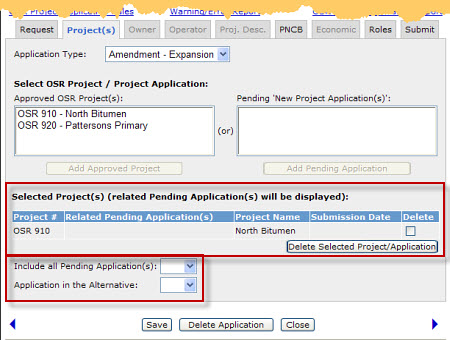 Request Project(s) Owner Operator Proj. Desc. PNCB Economic Roles Submit
Application Type: Amendment - Expansion
Select OSR Project / Project Application:
Approved OSR Project(s): Pending 'New Project Application(s)':
OSR 910 - North Bitumen
OSR 920 - Pattersons Primary
(or)
Add Approved Project Add Pending Application
Selected Project(s) (related Pending Application(s) will be displayed):
Project # Related Pending Application(s) Project Name Submission Date Delete
OSR 910 North Bitumen
Delete Selected Project/Application
Include all Pending Application(s):
Application in the Alternative:
Save Delete Application Close